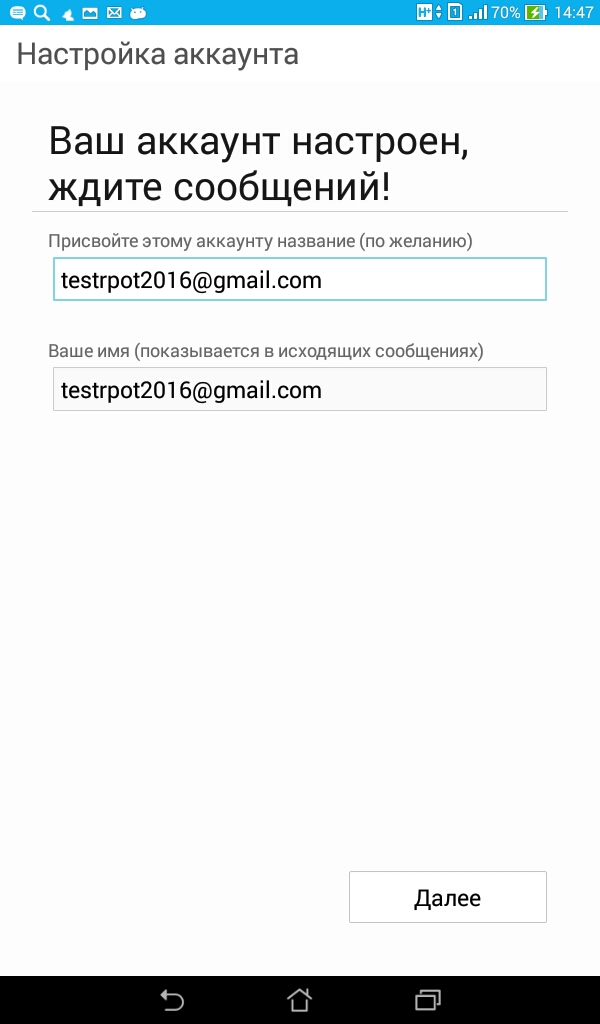 H+ 1 70% 14:47
Настройка аккаунта
Ваш аккаунт настроен,
ждите сообщений!
Присвойте этому аккаунту название (по желанию)
testrpot2016@gmail.com
Ваше имя (показывается в исходящих сообщениях)
testrpot2016@gmail.com
Далее